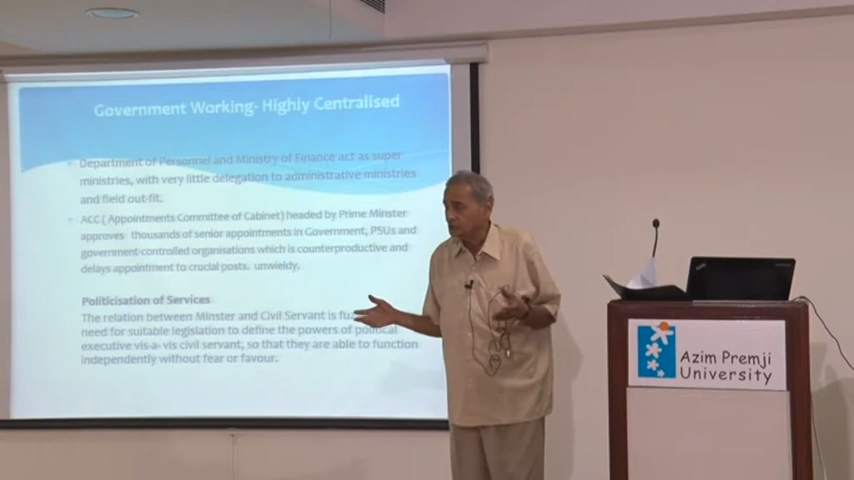 Government Working- Highly Centralised
Department of Personnel and Ministry of Finance act as super
ministries, with very little delegation to administrative ministries
and field out-fit.
ACC ( Appointments Committee of Cabinet) headed by Prime Minster
approves thousands of senior appointments in Government, PSUs and
government-controlled organisations which is counterproductive and
delays appointment to crucial posts. unwieldy.
Politicisation of Services
The relation between Minster and Civil Servant is
need for suitable legislation to define the powers of political
executive vis-a- vis civil servant, so that they are able to function
independently without fear or favour.
Azim Premji
University